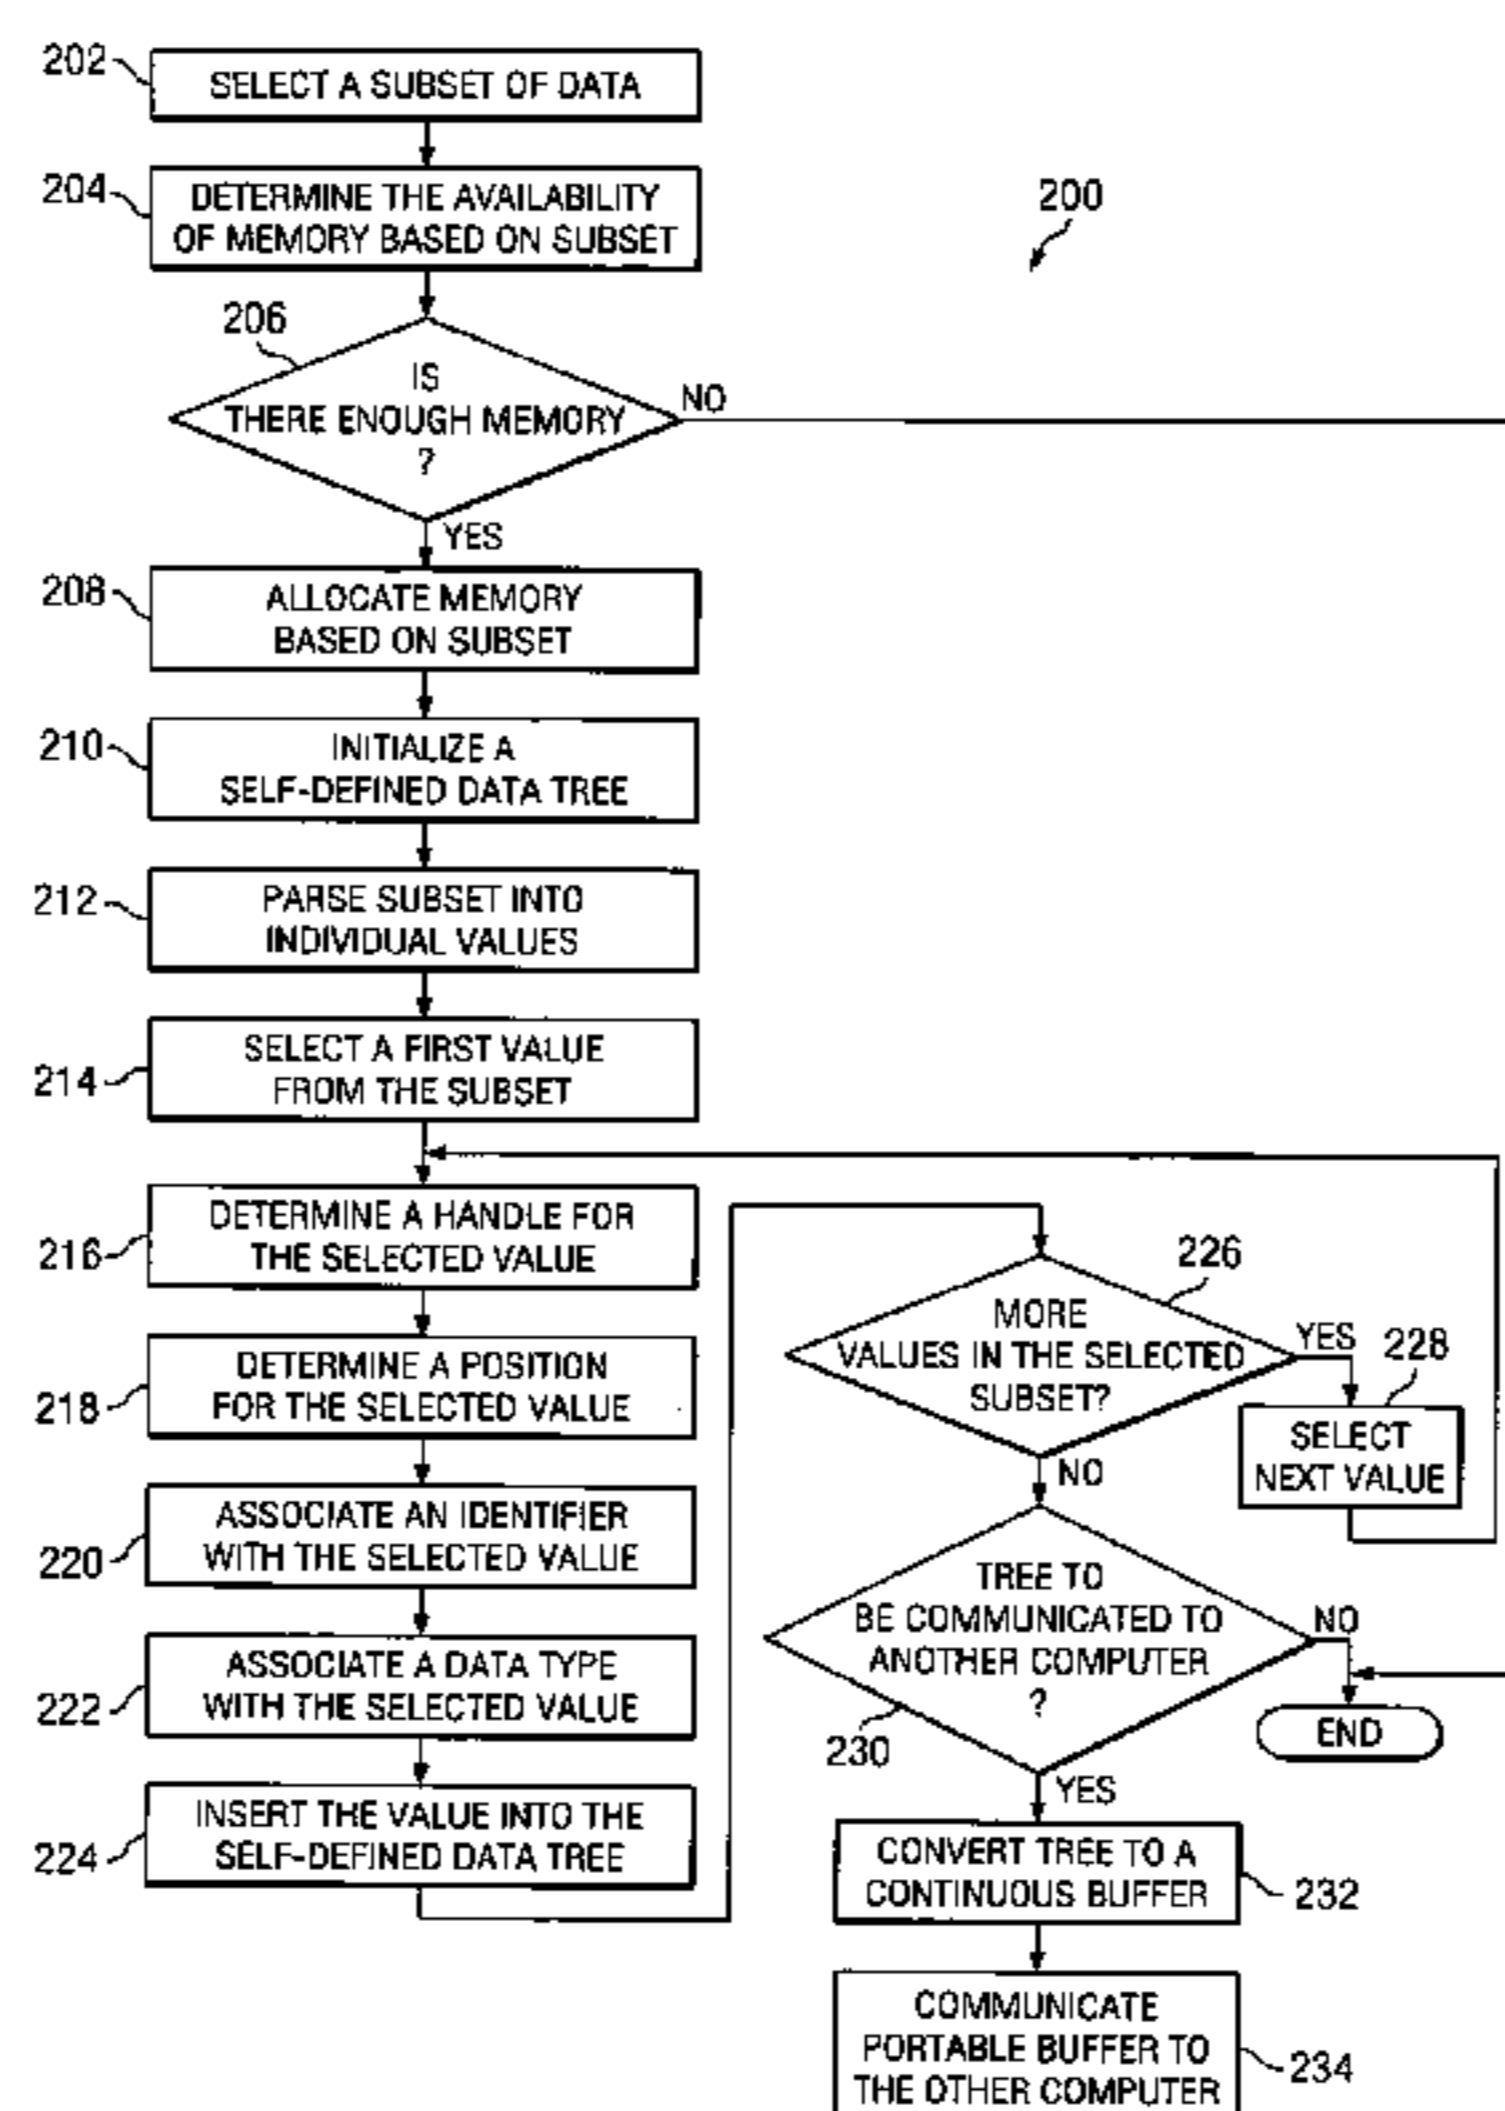 202
SELECT A SUBSET OF DATA
204
DETERMINE THE AVAILABILITY
OF MEMORY BASED ON SUBSET
200
206
IS
THERE ENOUGH MEMORY
?
NO
YES
208
ALLOCATE MEMORY
BASED ON SUBSET
210
INITIALIZE A
SELF-DEFINED DATA TREE
212
PARSE SUBSET INTO
INDIVIDUAL VALUES
214
SELECT A FIRST VALUE
FROM THE SUBSET
216
DETERMINE A HANDLE FOR
THE SELECTED VALUE
218
DETERMINE A POSITION
FOR THE SELECTED VALUE
220
ASSOCIATE AN IDENTIFIER
WITH THE SELECTED VALUE
222
ASSOCIATE A DATA TYPE
WITH THE SELECTED VALUE
224
INSERT THE VALUE INTO THE
SELF-DEFINED DATA TREE
226
MORE
VALUES IN THE SELECTED
SUBSET?
YES
228
SELECT
NEXT VALUE
NO
TREE TO
BE COMMUNICATED TO
ANOTHER COMPUTER
?
NO
230
END
YES
CONVERT TREE TO A
CONTINUOUS BUFFER
232
COMMUNICATE
PORTABLE BUFFER TO
THE OTHER COMPUTER
234